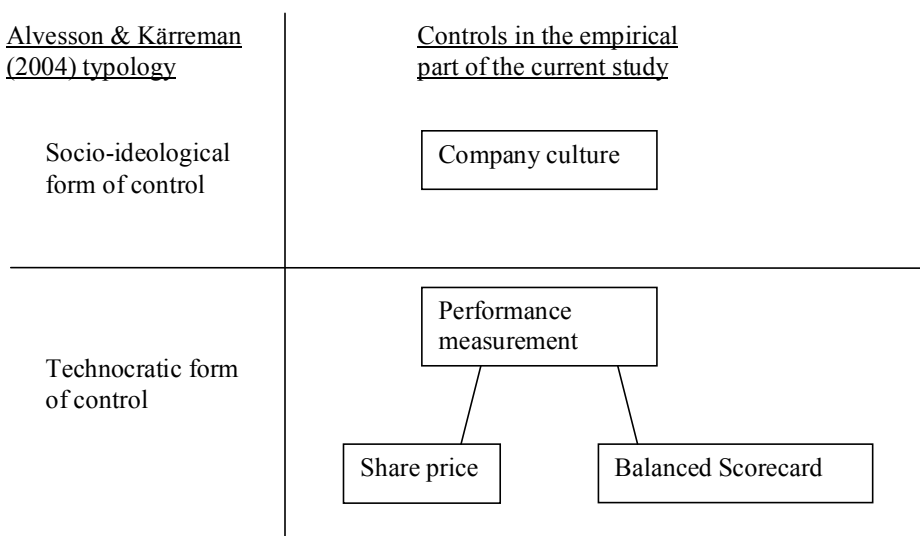 Alvesson & Kärreman
(2004) typology
Controls in the empirical
part of the current study
Socio-ideological
form of control
Company culture
Technocratic form
of control
Performance
measurement
Share price
Balanced Scorecard